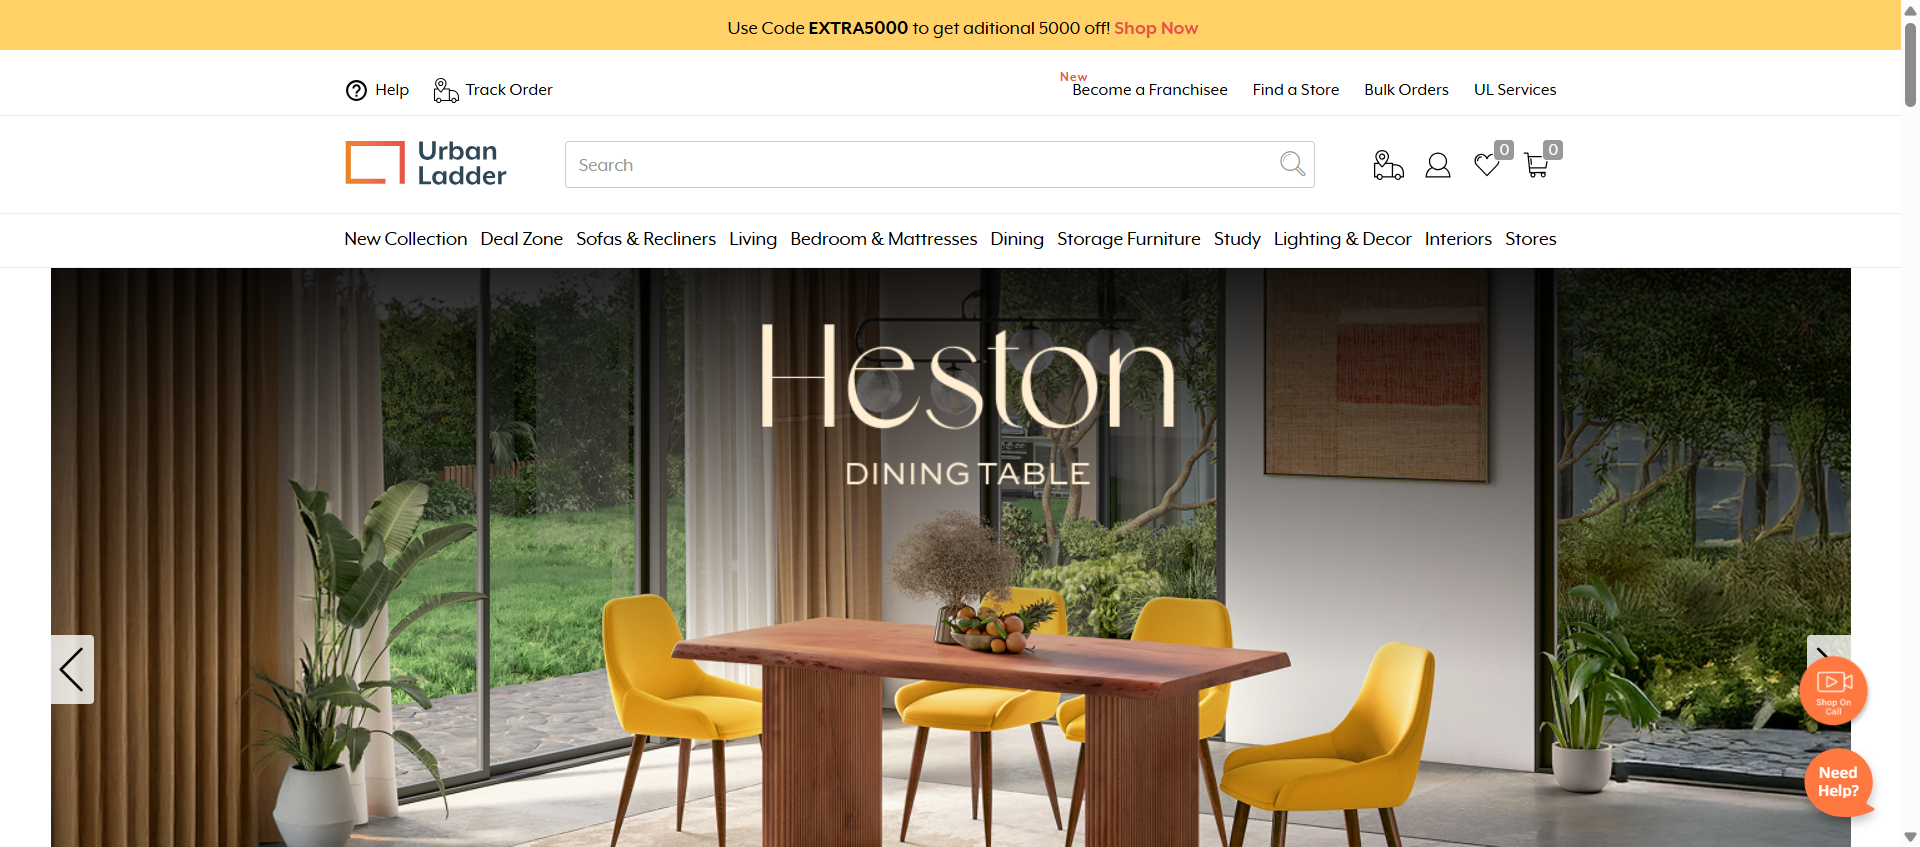 Use Code EXTRA5000 to get aditional 5000 off! Shop Now
Help
Track Order
New
Become a Franchisee
Find a Store
Bulk Orders
UL Services
Urban
Ladder
Search
0
0
New Collection
Deal Zone
Sofas & Recliners
Living
Bedroom & Mattresses
Dining
Storage Furniture
Study
Lighting & Decor
Interiors
Stores
Heston
DINING TABLE
Shop On
Call
Need
Help?